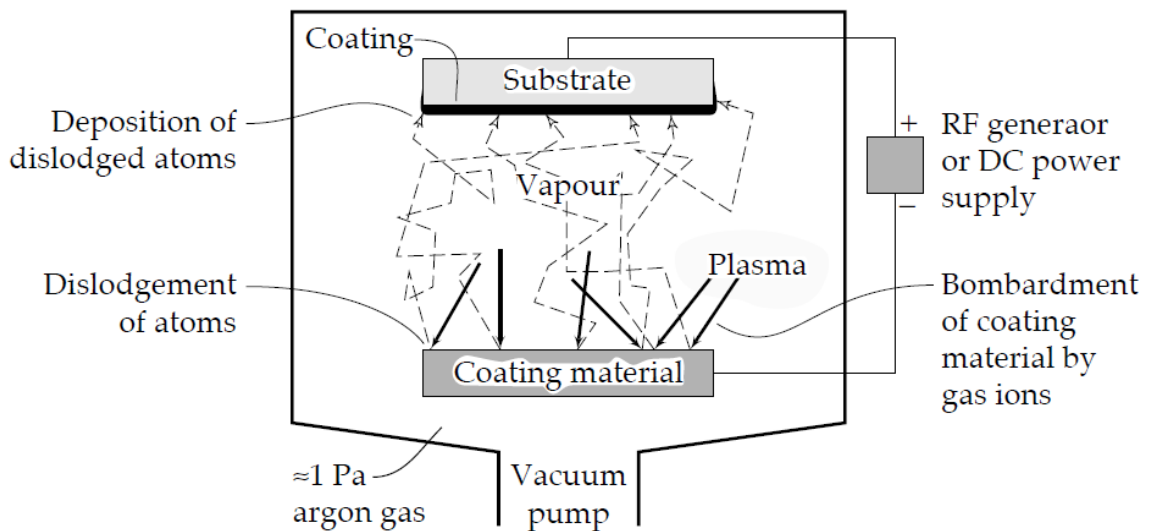 Coating
Substrate
Deposition of
dislodged atoms
+
RF generaor
or DC power
supply
−
Vapour
Plasma
Dislodgement
of atoms
Bombardment
of coating
material by
gas ions
Coating material
≈1 Pa
argon gas
Vacuum
pump